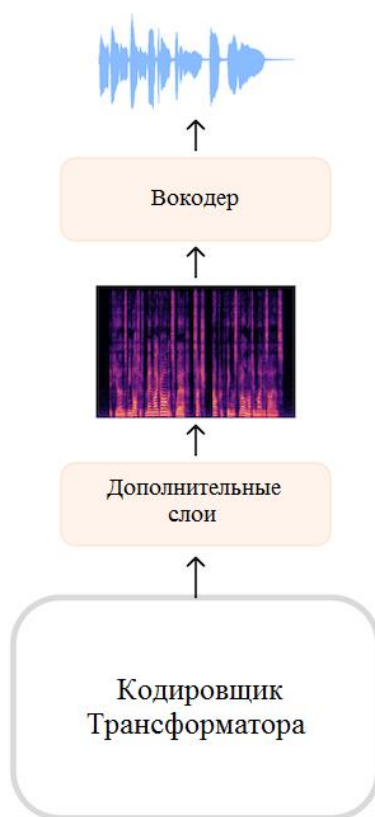 Вокодер
Дополнительные
слои
Кодировщик
Трансформатора